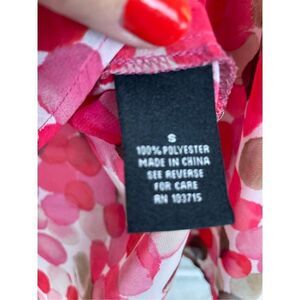 S
100% POLYESTER
MADE IN CHINA
SEE REVERSE
FOR CARE
RN 103715